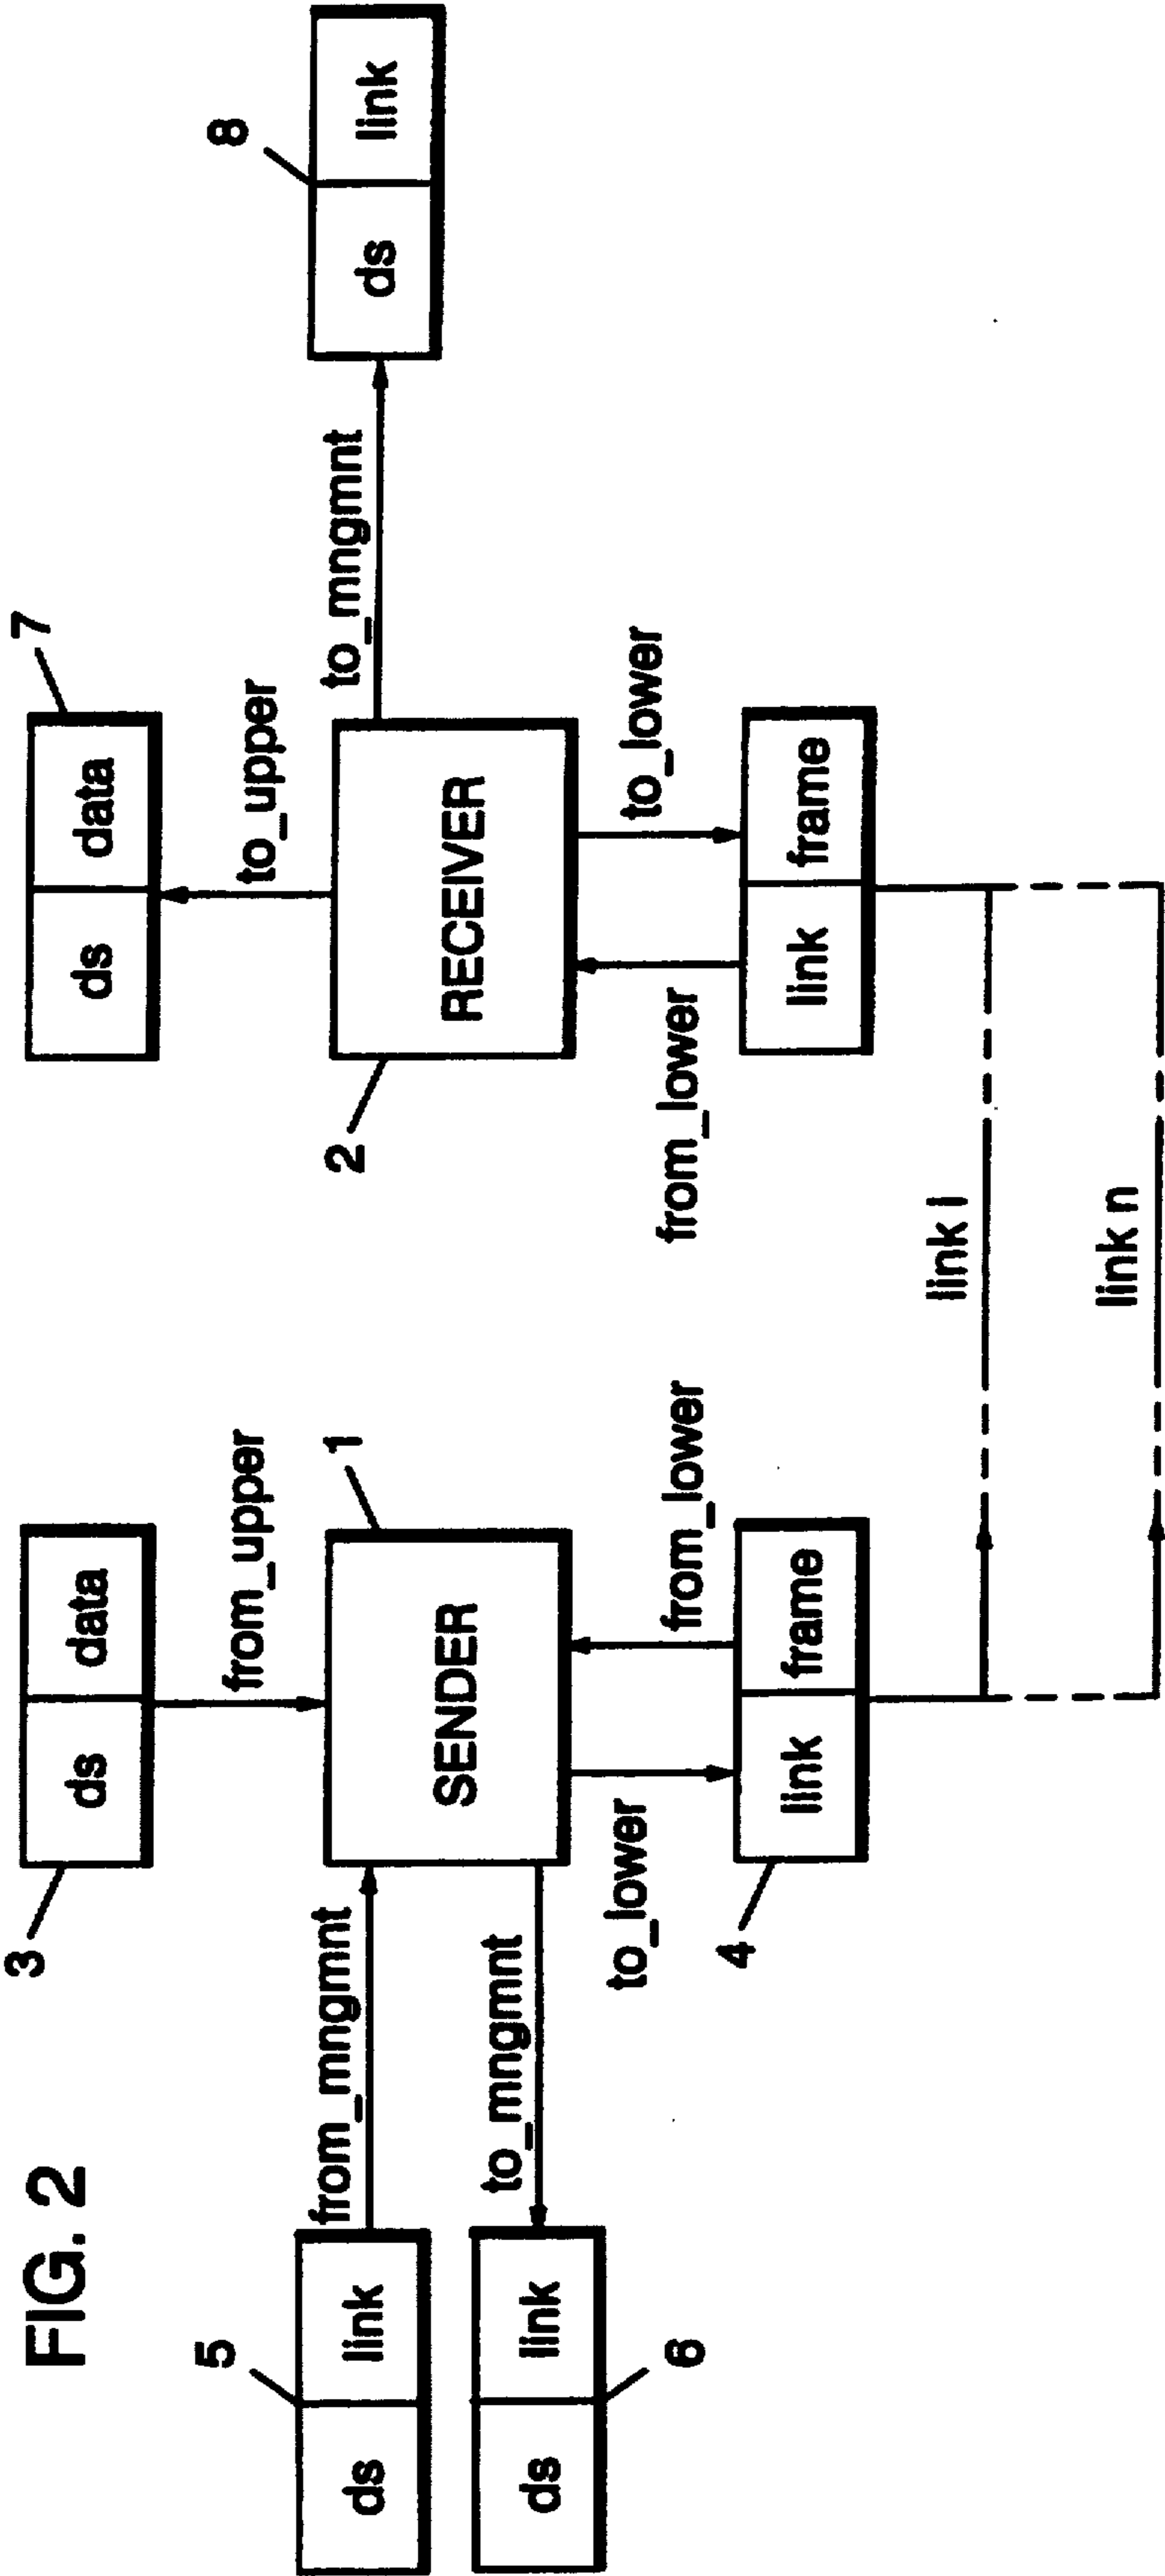 FIG. 2
3
ds data
from_upper
5
ds link
from_mngmnt
1
SENDER
to_mngmnt
ds link
6
to_lower
from_lower
4
link frame
7
ds data
to_upper
8
ds link
to_mngmnt
2
RECEIVER
from_lower
to_lower
link frame
link l
link n